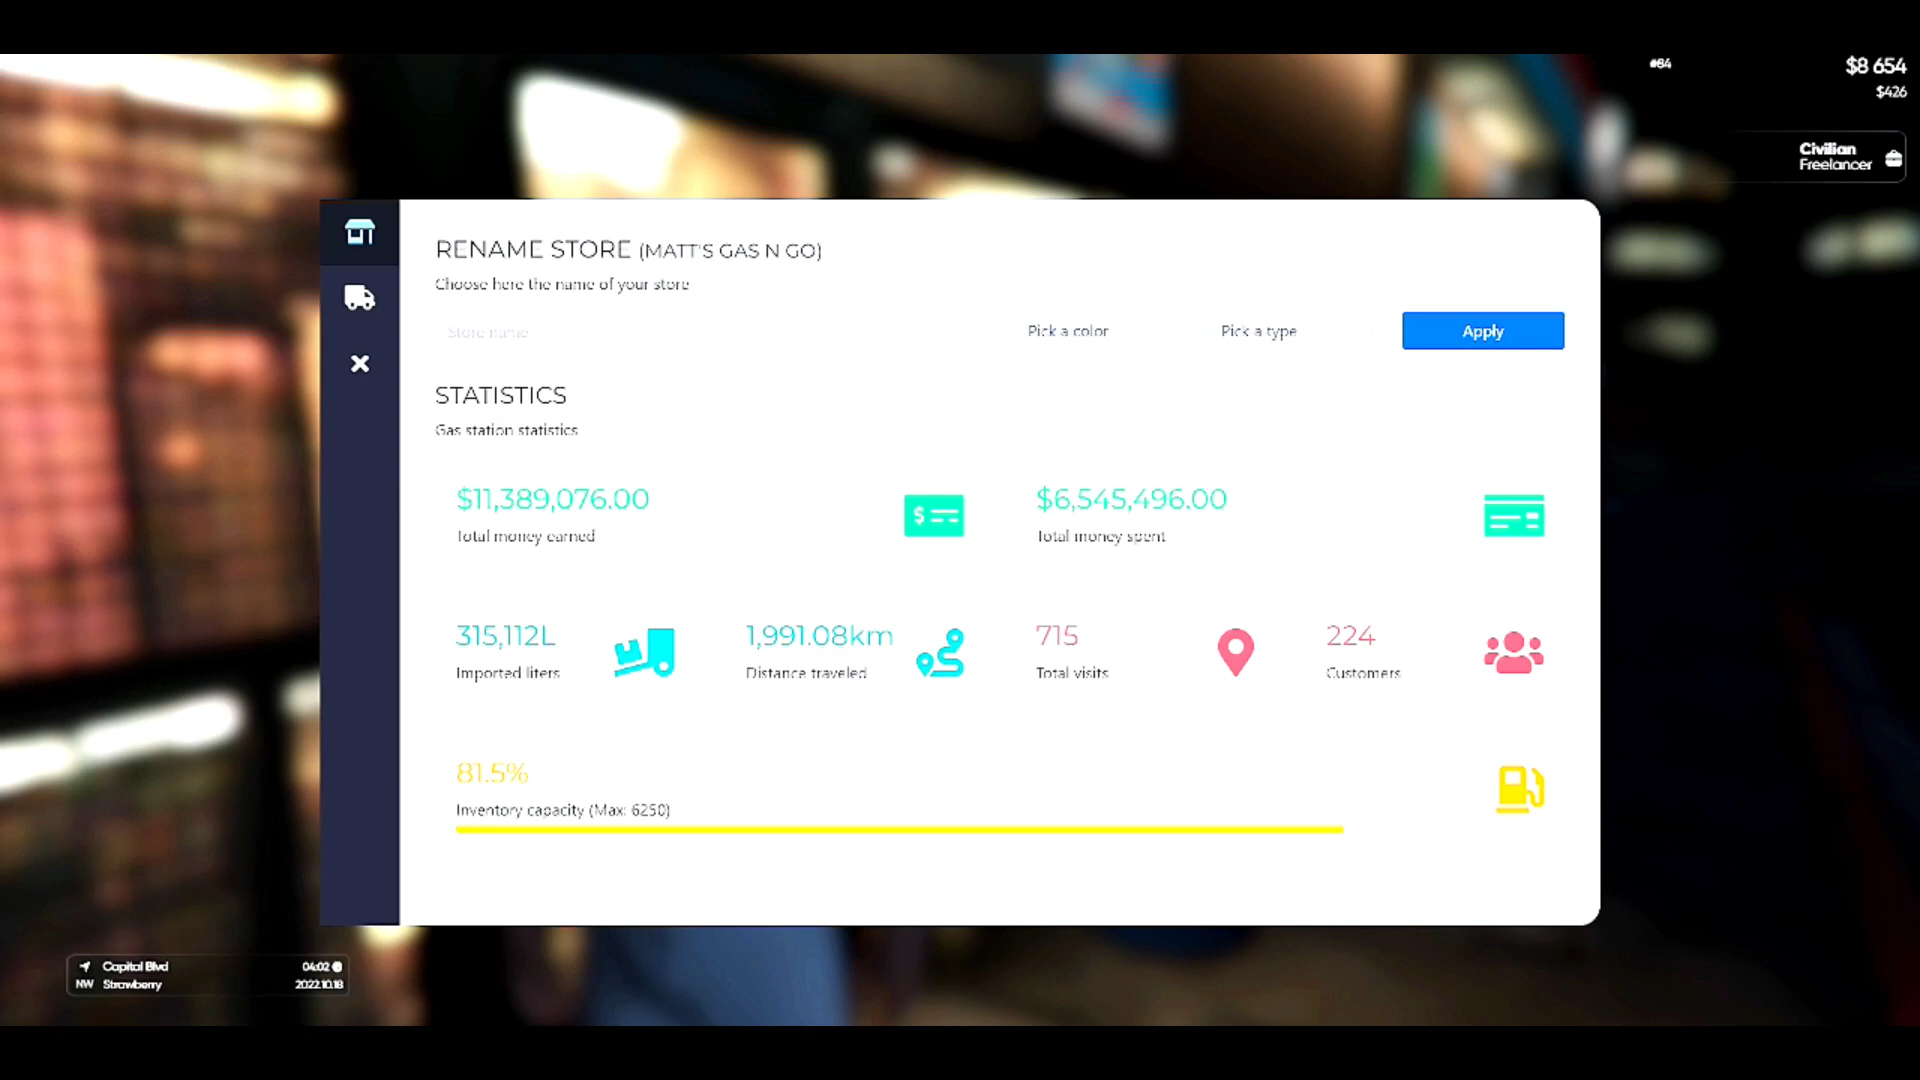 #64
$8 654
$426
Civilian
Freelancer
RENAME STORE (MATT'S GAS N GO)
Choose here the name of your store
Store name
Pick a color
Pick a type
Apply
STATISTICS
Gas station statistics
$11,389,076.00
Total money earned
$6,545,496.00
Total money spent
315,112L
Imported liters
1,991.08km
Distance traveled
715
Total visits
224
Customers
81.5%
Inventory capacity (Max: 6250)
Capital Blvd
04:02
NW Strawberry
2022.10.18